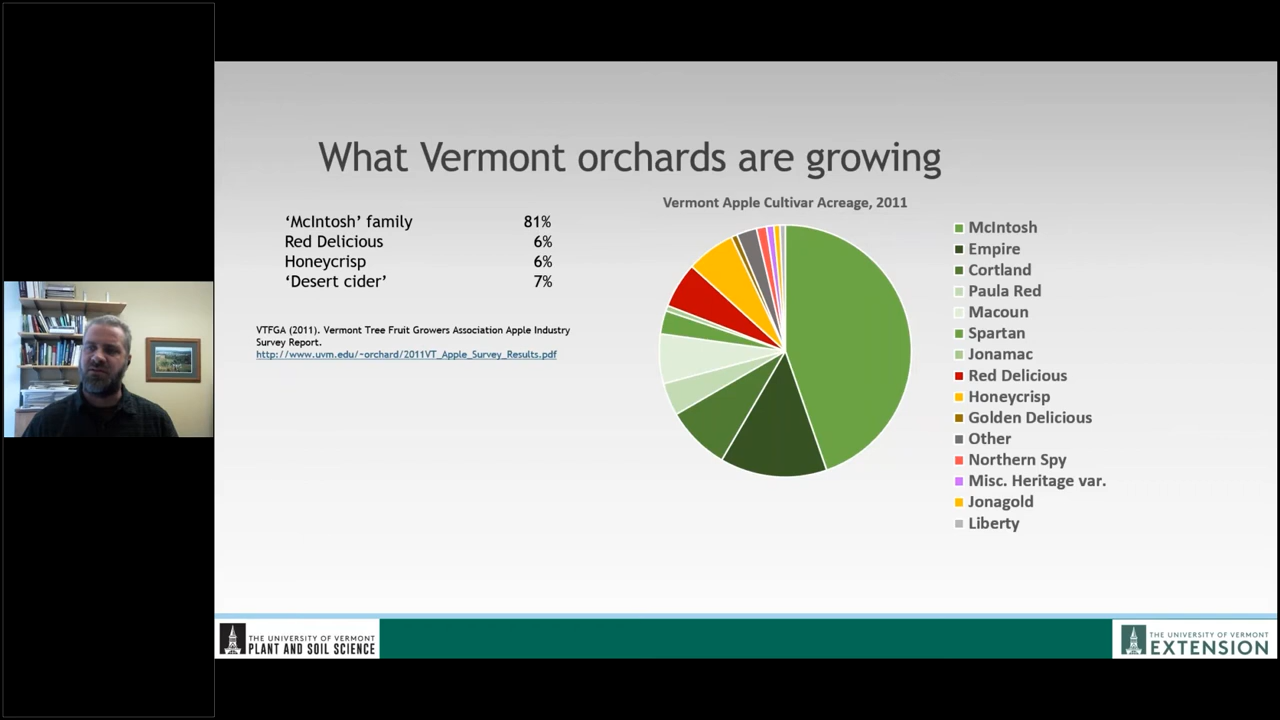 What Vermont orchards are growing
‘McIntosh’ family 81%
Red Delicious 6%
Honeycrisp 6%
‘Desert cider’ 7%
VTFGA (2011). Vermont Tree Fruit Growers Association Apple Industry
Survey Report.
http://www.uvm.edu/~orchard/2011VT_Apple_Survey_Results.pdf
Vermont Apple Cultivar Acreage, 2011
McIntosh
Empire
Cortland
Paula Red
Macoun
Spartan
Jonamac
Red Delicious
Honeycrisp
Golden Delicious
Other
Northern Spy
Misc. Heritage var.
Jonagold
Liberty
THE UNIVERSITY OF VERMONT
PLANT AND SOIL SCIENCE
THE UNIVERSITY OF VERMONT
EXTENSION